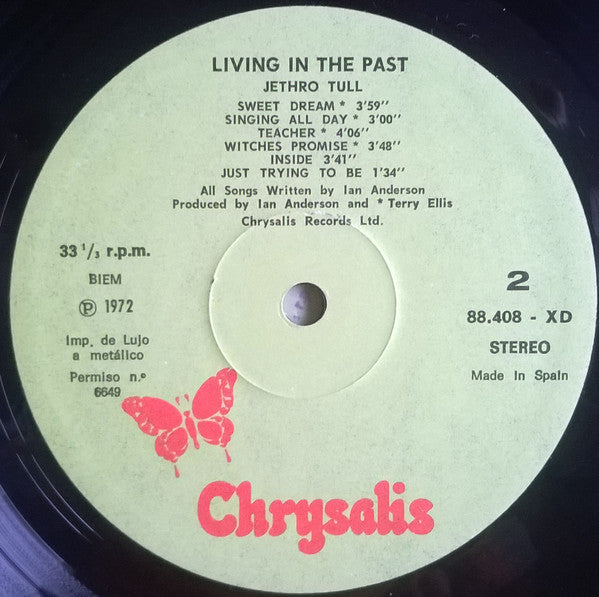 LIVING IN THE PAST
JETHRO TULL
SWEET DREAM * 3'59''
SINGING ALL DAY * 3'00''
TEACHER * 4'06''
WITCHES PROMISE * 3'48''
INSIDE 3'41''
JUST TRYING TO BE 1'34''
All Songs Written by Ian Anderson
Produced by Ian Anderson and * Terry Ellis
Chrysalis Records Ltd.
33 1/3 r.p.m.
BIEM
℗ 1972
Imp. de Lujo
a metálico
Permiso n.º
6649
2
88.408 - XD
STEREO
Made In Spain
Chrysalis